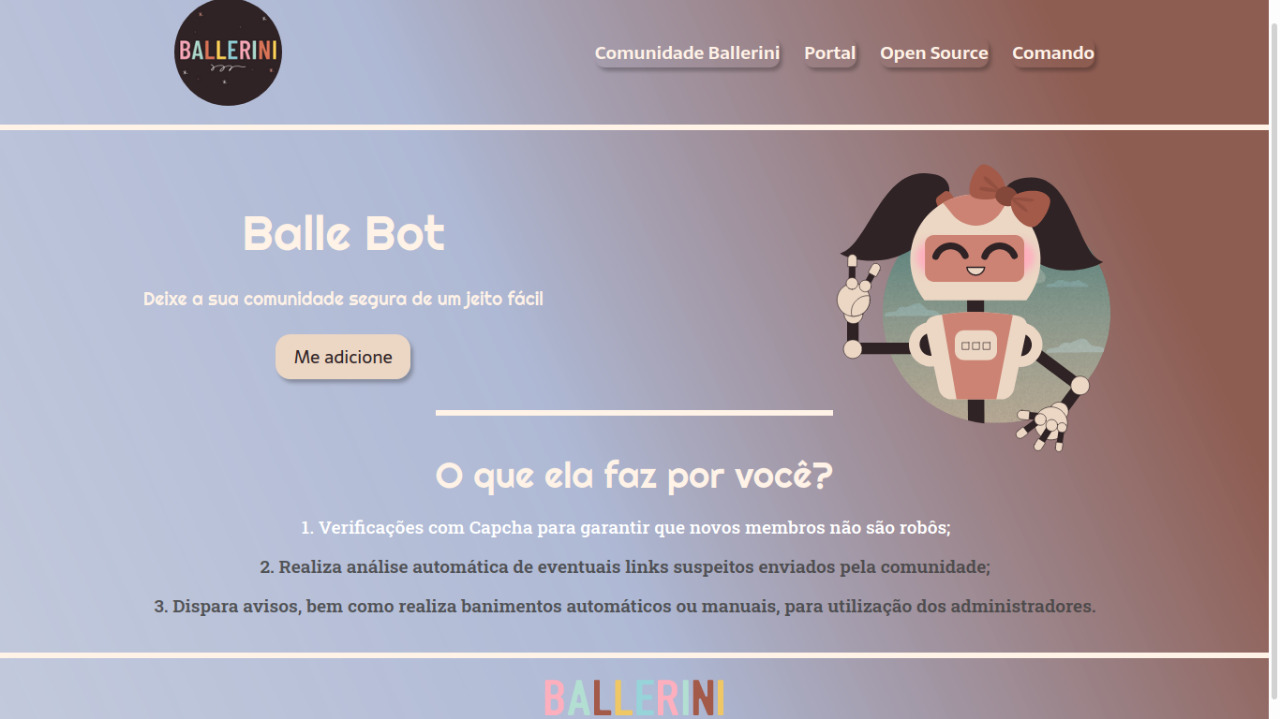 BALLERINI
Comunidade Ballerini Portal Open Source Comando
Balle Bot
Deixe a sua comunidade segura de um jeito fácil
Me adicione
O que ela faz por você?
1. Verificações com Capcha para garantir que novos membros não são robôs;
2. Realiza análise automática de eventuais links suspeitos enviados pela comunidade;
3. Dispara avisos, bem como realiza banimentos automáticos ou manuais, para utilização dos administradores.
BALLERINI